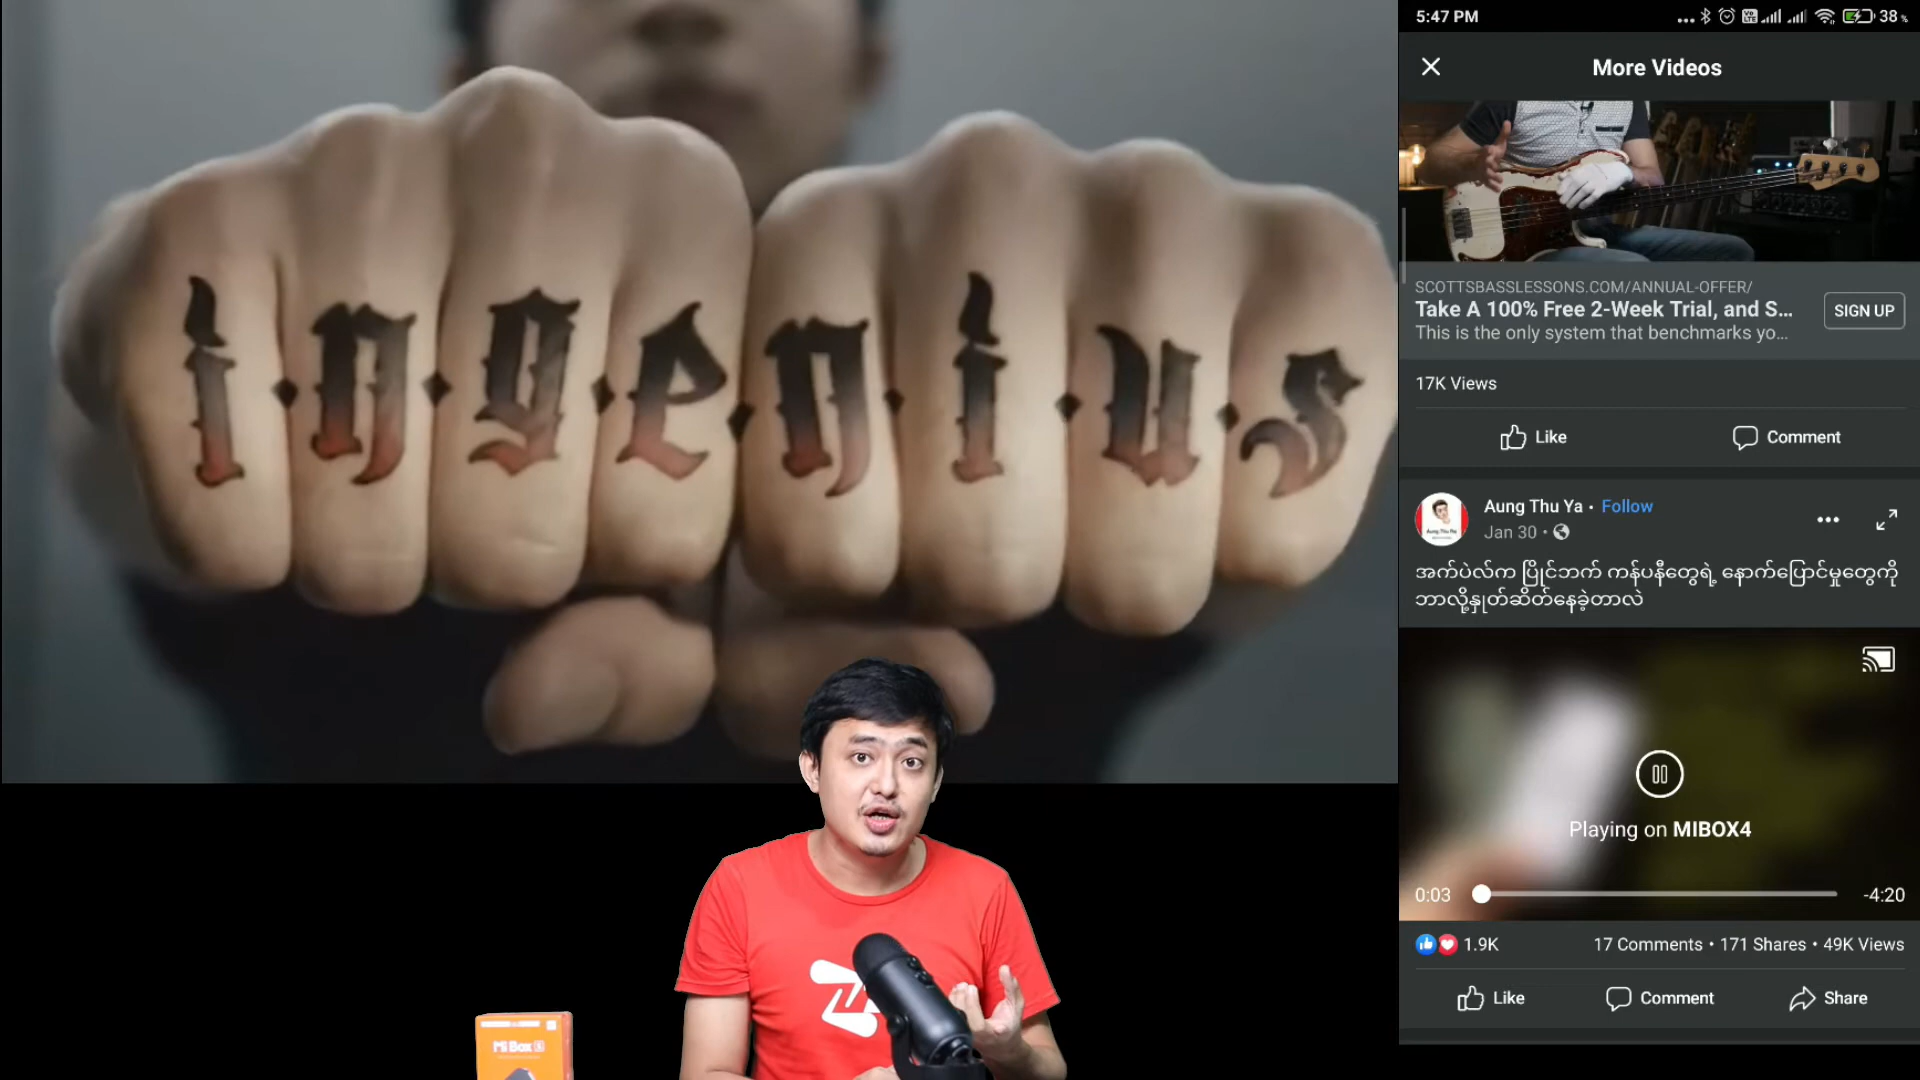 i·n·g·e·n·i·u·s
5:47 PM
38%
More Videos
SCOTTSBASSLESSONS.COM/ANNUAL-OFFER/
Take A 100% Free 2-Week Trial, and S...
SIGN UP
This is the only system that benchmarks yo...
17K Views
Like
Comment
Aung Thu Ya · Follow
Jan 30 ·
အက်ပဲလ်က ပြိုင်ဘက် ကန်ပနီတွေရဲ့ နောက်ပြောင်မှုတွေကို
ဘာလို့နှုတ်ဆိတ်နေခဲ့တာလဲ
Playing on MIBOX4
0:03
-4:20
1.9K
17 Comments · 171 Shares · 49K Views
Like
Comment
Share
Mi Box S